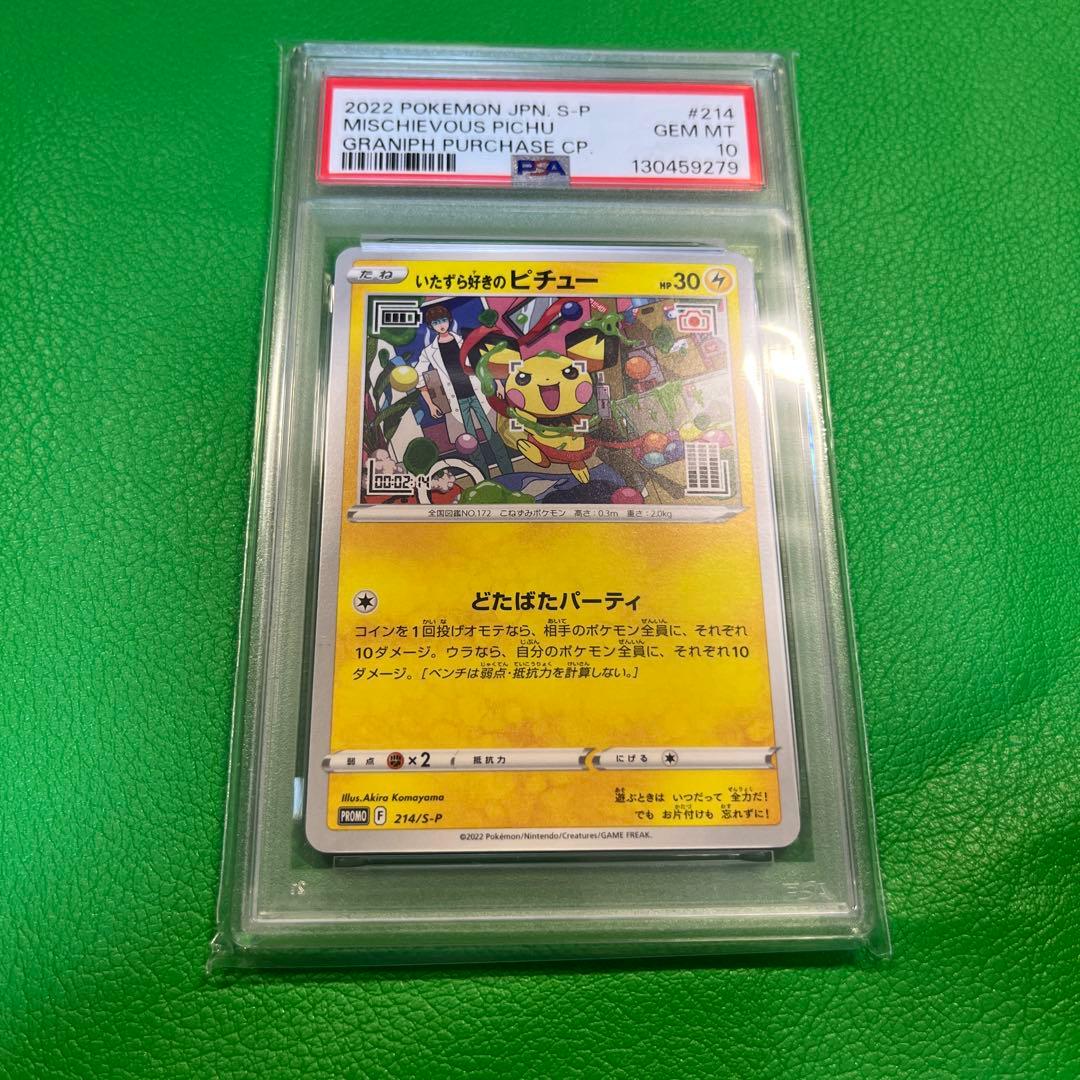 2022 POKEMON JPN. S-P #214
MISCHIEVOUS PICHU GEM MT
GRANIPH PURCHASE CP. 10
PSA 130459279
たね いたずら好きのピチュー HP30
00:02:14
全国図鑑NO.172 こねずみポケモン 高さ:0.3m 重さ:2.0kg
どたばたパーティ
コインを1回投げオモテなら、相手のポケモン全員に、それぞれ
10ダメージ。ウラなら、自分のポケモン全員に、それぞれ10
ダメージ。[ベンチは弱点・抵抗力を計算しない。]
弱点 ×2 抵抗力 にげる
Illus.Akira Komayama
PROMO F 214/S-P
遊ぶときは いつだって 全力だ!
でも お片付けも 忘れずに!
©2022 Pokémon/Nintendo/Creatures/GAME FREAK.